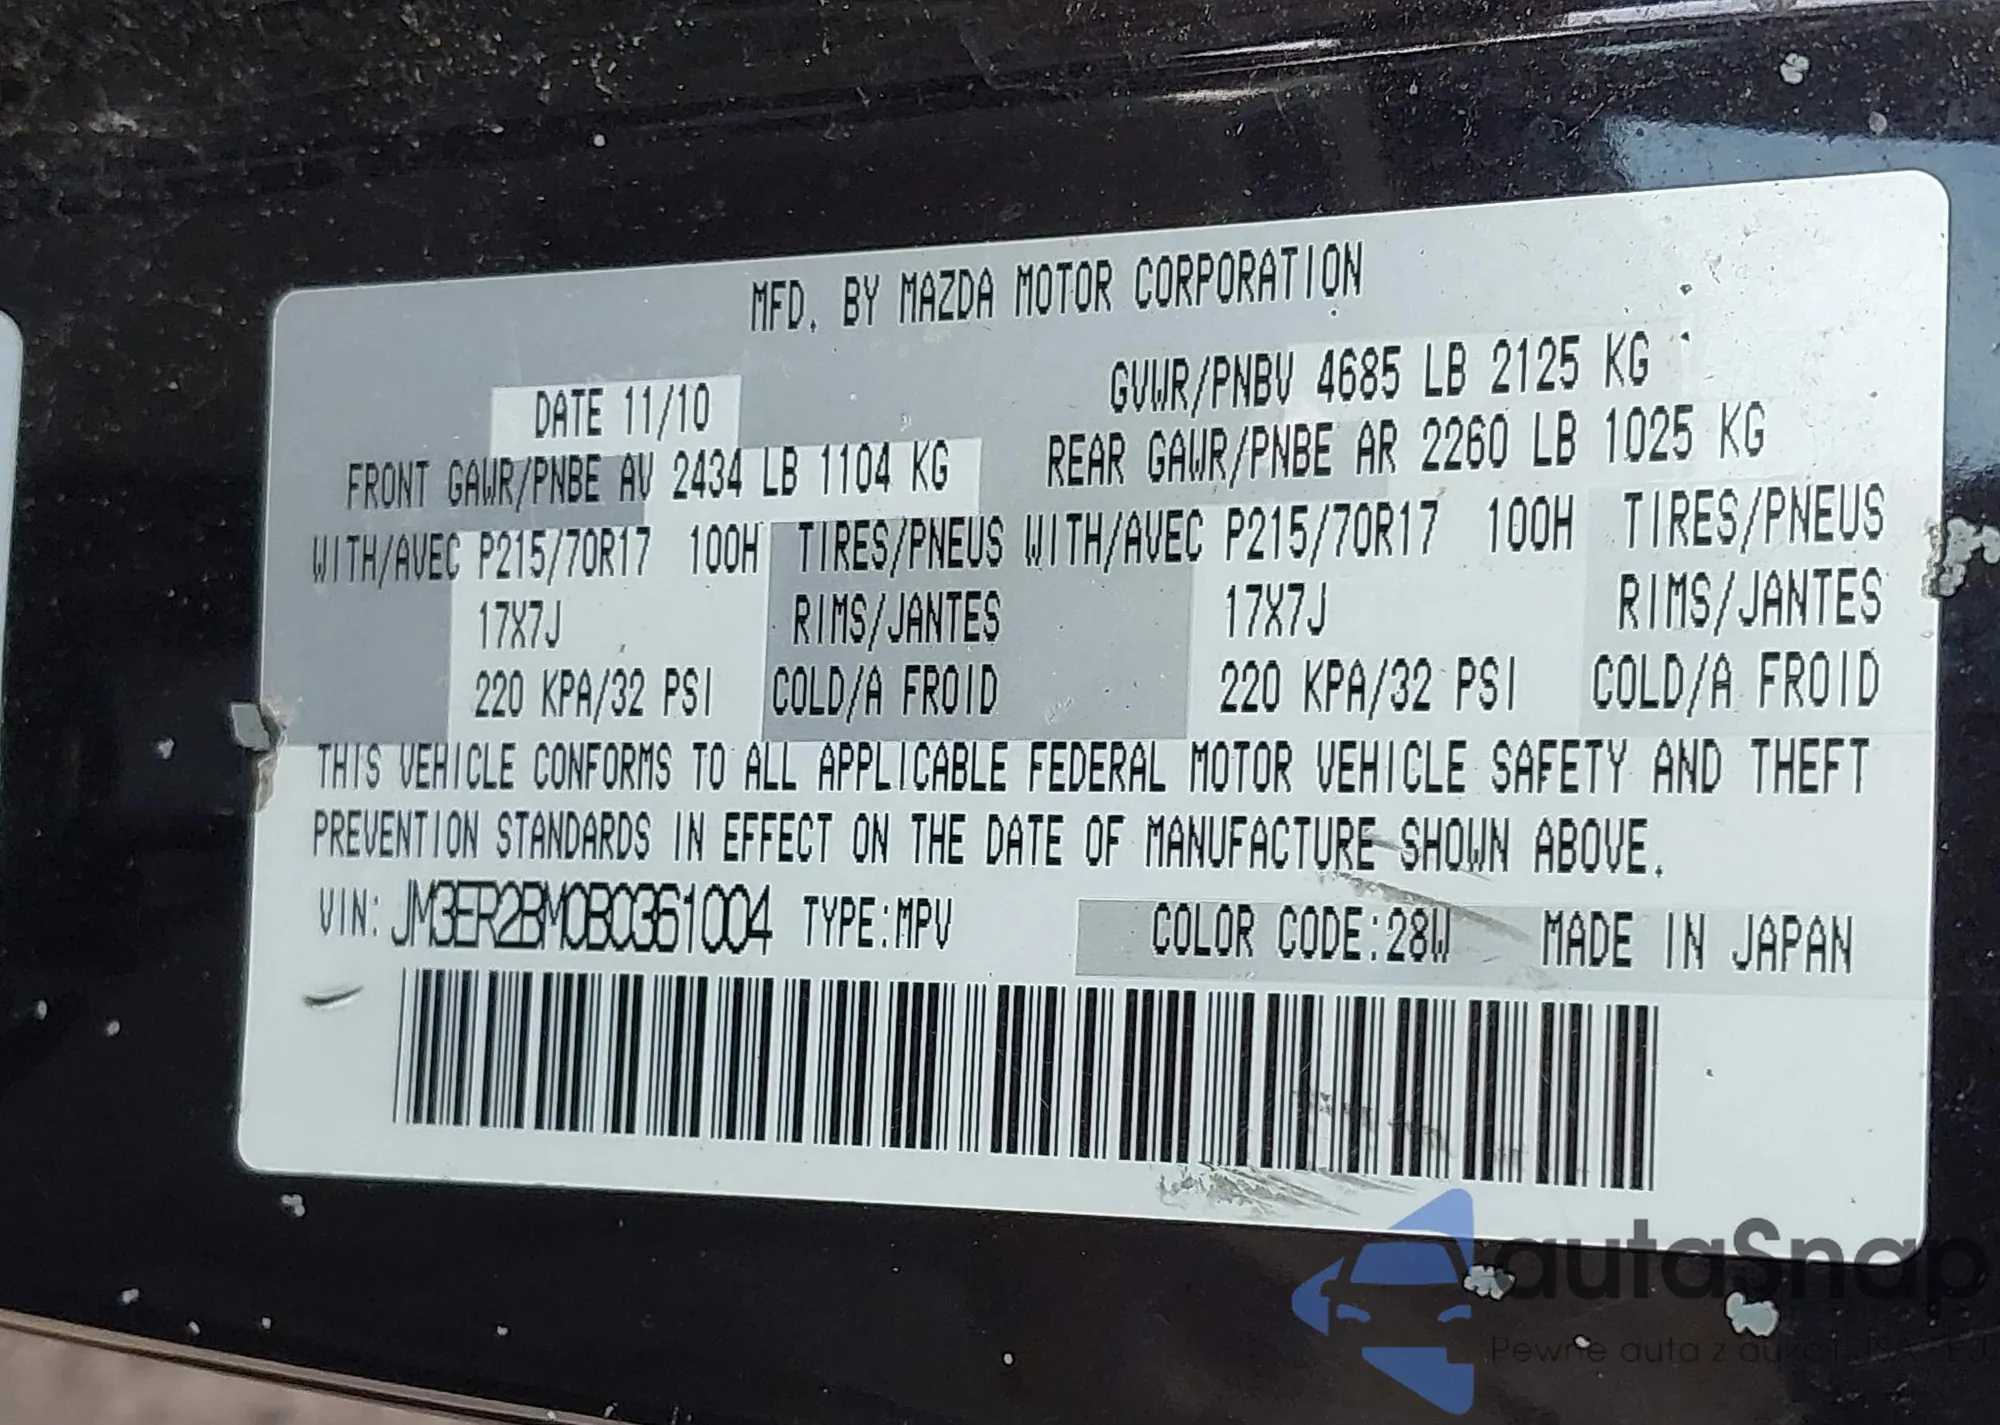 MFD. BY MAZDA MOTOR CORPORATION
DATE 11/10 GVWR/PNBV 4685 LB 2125 KG
FRONT GAWR/PNBE AV 2434 LB 1104 KG REAR GAWR/PNBE AR 2260 LB 1025 KG
WITH/AVEC P215/70R17 100H TIRES/PNEUS WITH/AVEC P215/70R17 100H TIRES/PNEUS
17X7J RIMS/JANTES 17X7J RIMS/JANTES
220 KPA/32 PSI COLD/A FROID 220 KPA/32 PSI COLD/A FROID
THIS VEHICLE CONFORMS TO ALL APPLICABLE FEDERAL MOTOR VEHICLE SAFETY AND THEFT
PREVENTION STANDARDS IN EFFECT ON THE DATE OF MANUFACTURE SHOWN ABOVE.
VIN: JM3ER2BM0B0361004 TYPE:MPV COLOR CODE:28W MADE IN JAPAN
autaSnap
Pewne auta z aukcji